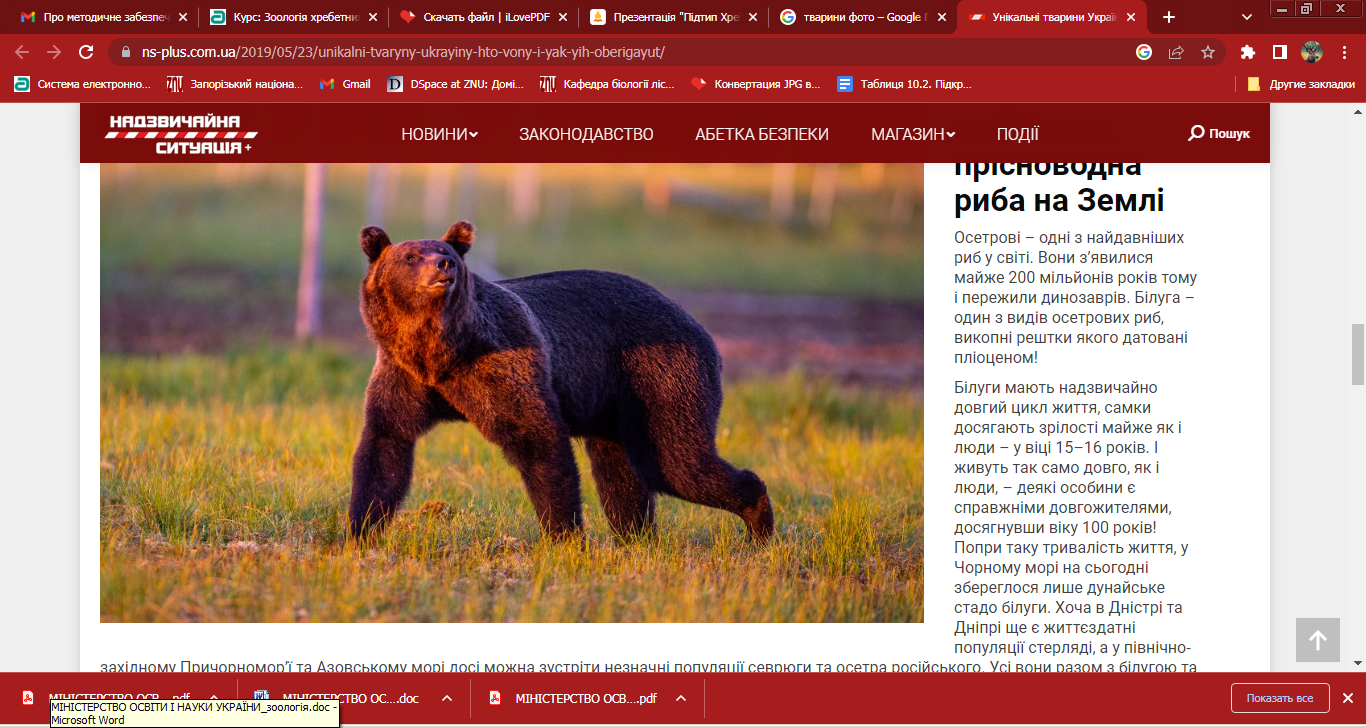 Про методичне забезпеч
Курс: Зоологія хребетни
Скачать файл | iLovePDF
Презентація "Підтип Хре
тварини фото – Google П
Унікальні тварини Украї
ns-plus.com.ua/2019/05/23/unikalni-tvaryny-ukrayiny-hto-vony-i-yak-yih-oberigayut/
Система електронно...
Запорізький націона...
Gmail
DSpace at ZNU: Домі...
Кафедра біології ліс...
Конвертация JPG в...
Таблиця 10.2. Підкр...
Другие закладки
НАДЗВИЧАЙНА
СИТУАЦІЯ+
НОВИНИ
ЗАКОНОДАВСТВО
АБЕТКА БЕЗПЕКИ
МАГАЗИН
ПОДІЇ
Пошук
прісноводна
риба на Землі
Осетрові – одні з найдавніших
риб у світі. Вони з’явилися
майже 200 мільйонів років тому
і пережили динозаврів. Білуга –
один з видів осетрових риб,
викопні рештки якого датовані
пліоценом!
Білуги мають надзвичайно
довгий цикл життя, самки
досягають зрілості майже як і
люди – у віці 15–16 років. І
живуть так само довго, як і
люди, – деякі особини є
справжніми довгожителями,
досягнувши віку 100 років!
Попри таку тривалість життя, у
Чорному морі на сьогодні
збереглося лише дунайське
стадо білуги. Хоча в Дністрі та
Дніпрі ще є життєздатні
популяції стерляді, а у північно-
західному Причорномор’ї та Азовському морі досі можна зустріти незначні популяції севрюги та осетра російського. Усі вони разом з білугою та
МІНІСТЕРСТВО ОСВ....pdf
МІНІСТЕРСТВО ОС....doc
МІНІСТЕРСТВО ОСВ....pdf
Показать все
МІНІСТЕРСТВО ОСВІТИ І НАУКИ УКРАЇНИ_зоологія.doc -
Microsoft Word